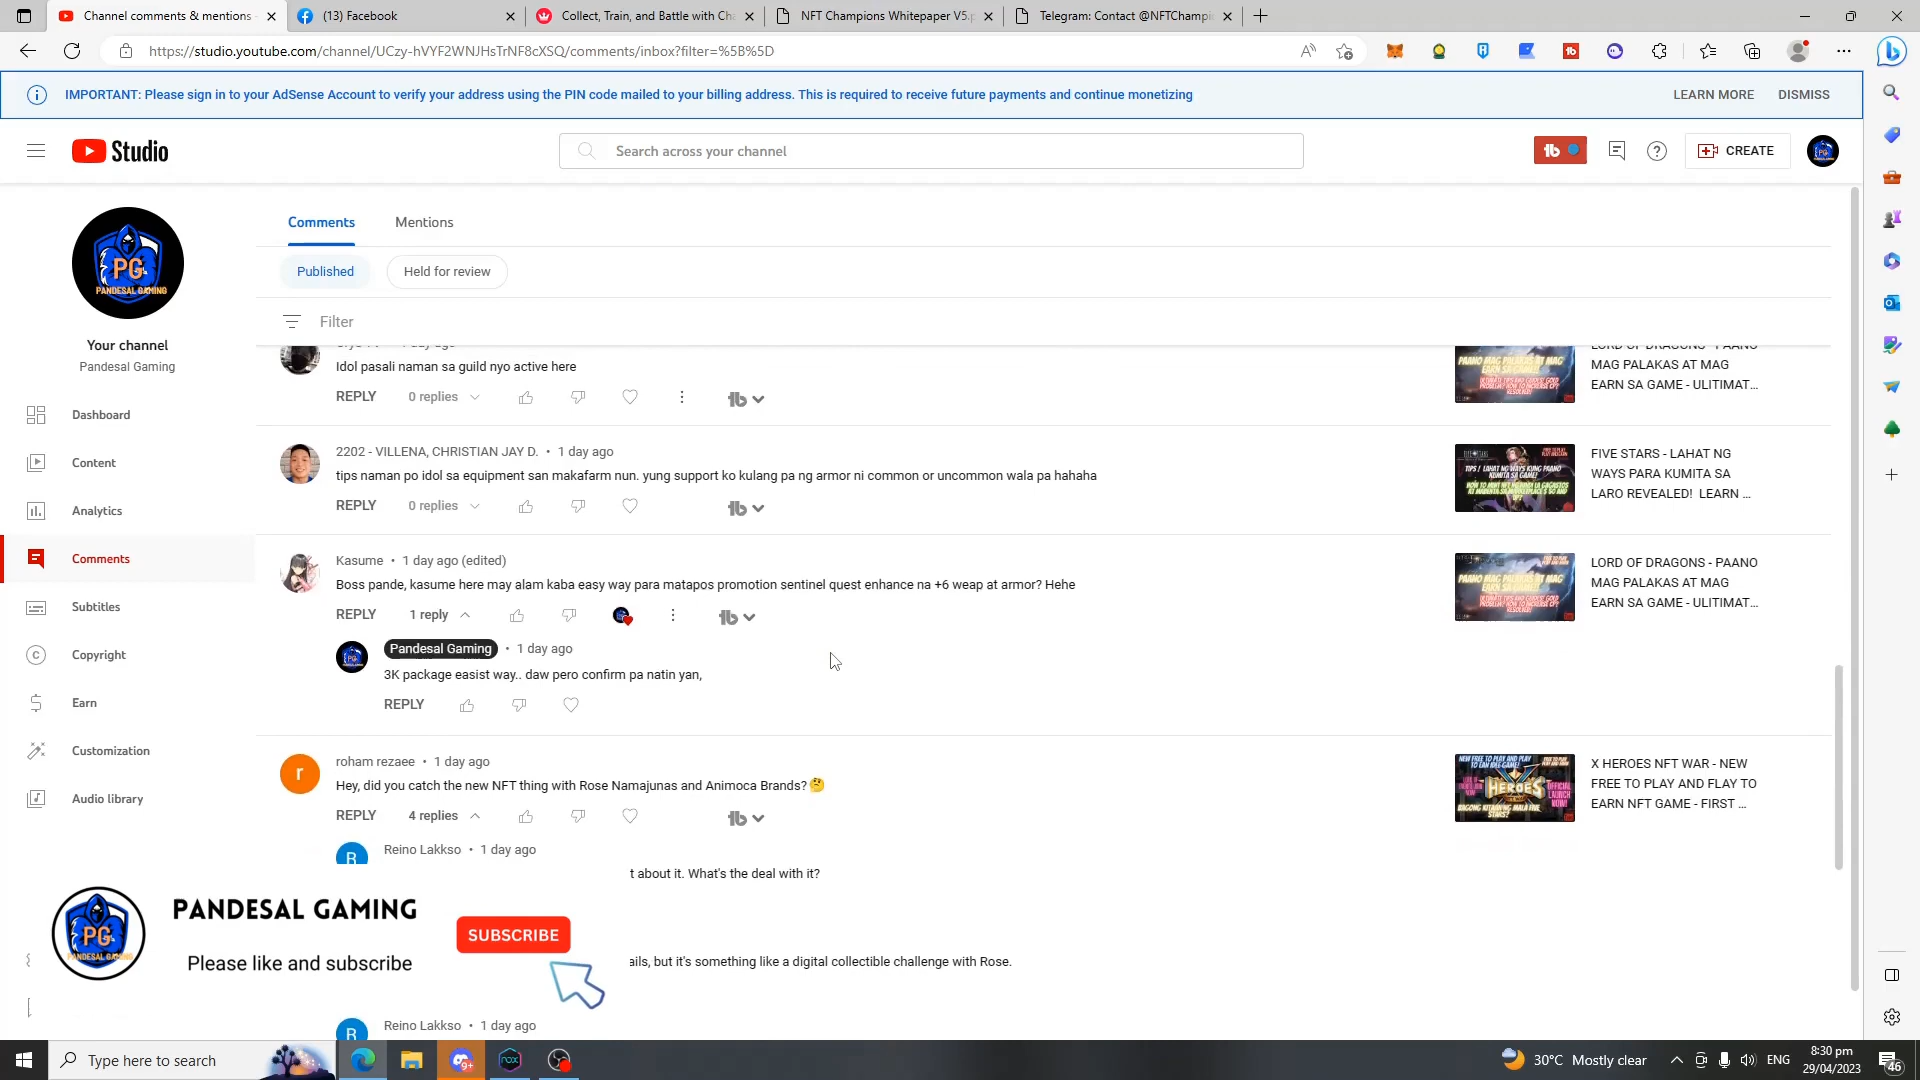 Channel comments & mentions -
(13) Facebook
Collect, Train, and Battle with Cha
NFT Champions Whitepaper V5.p
Telegram: Contact @NFTChampi
https://studio.youtube.com/channel/UCzy-hVYF2WNJHsTrNF8cXSQ/comments/inbox?filter=%5B%5D
IMPORTANT: Please sign in to your AdSense Account to verify your address using the PIN code mailed to your billing address. This is required to receive future payments and continue monetizing
LEARN MORE
DISMISS
Studio
Search across your channel
CREATE
Your channel
Pandesal Gaming
Dashboard
Content
Analytics
Comments
Subtitles
Copyright
Earn
Customization
Audio library
Comments
Mentions
Published
Held for review
Filter
Idol pasali naman sa guild nyo active here
REPLY
0 replies
LORD OF DRAGONS - PAANO
MAG PALAKAS AT MAG
EARN SA GAME - ULITIMAT...
2202 - VILLENA, CHRISTIAN JAY D. • 1 day ago
tips naman po idol sa equipment san makafarm nun. yung support ko kulang pa ng armor ni common or uncommon wala pa hahaha
REPLY
0 replies
FIVE STARS - LAHAT NG
WAYS PARA KUMITA SA
LARO REVEALED! LEARN ...
Kasume • 1 day ago (edited)
Boss pande, kasume here may alam kaba easy way para matapos promotion sentinel quest enhance na +6 weap at armor? Hehe
REPLY
1 reply
LORD OF DRAGONS - PAANO
MAG PALAKAS AT MAG
EARN SA GAME - ULITIMAT...
Pandesal Gaming • 1 day ago
3K package easist way.. daw pero confirm pa natin yan,
REPLY
roham rezaee • 1 day ago
Hey, did you catch the new NFT thing with Rose Namajunas and Animoca Brands?🤔
REPLY
4 replies
X HEROES NFT WAR - NEW
FREE TO PLAY AND FLAY TO
EARN NFT GAME - FIRST ...
Reino Lakkso • 1 day ago
t about it. What's the deal with it?
ails, but it's something like a digital collectible challenge with Rose.
Reino Lakkso • 1 day ago
PANDESAL GAMING
Please like and subscribe
SUBSCRIBE
Type here to search
30°C Mostly clear
ENG
8:30 pm
29/04/2023
46